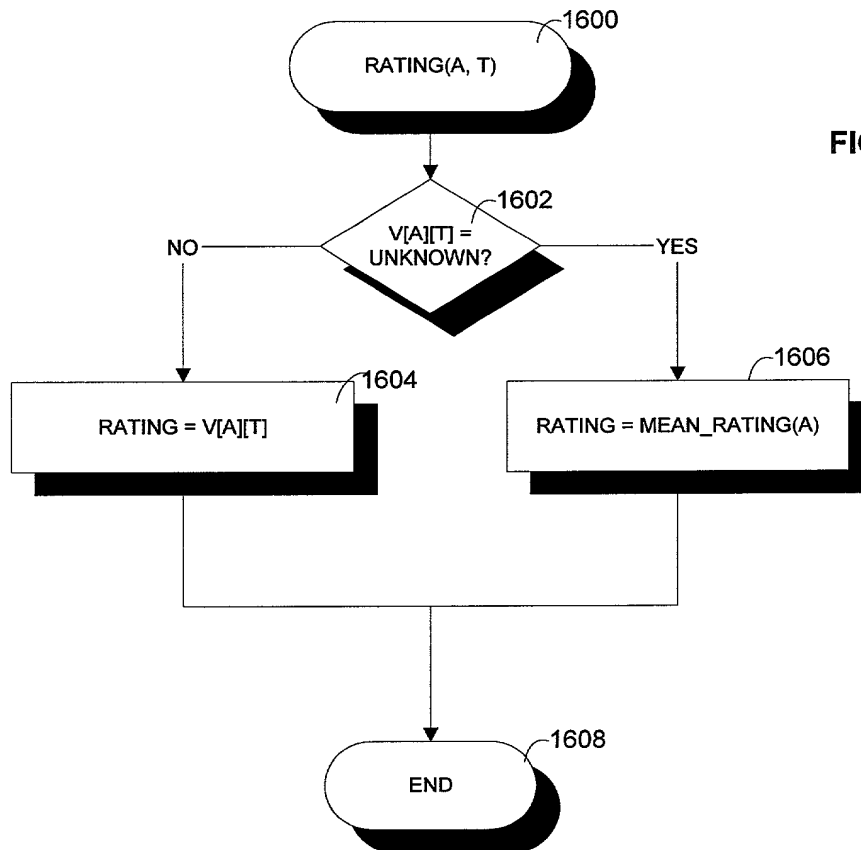 1600
RATING(A, T)
FIG
1602
V[A][T] =
UNKNOWN?
NO
YES
1604
RATING = V[A][T]
1606
RATING = MEAN_RATING(A)
1608
END